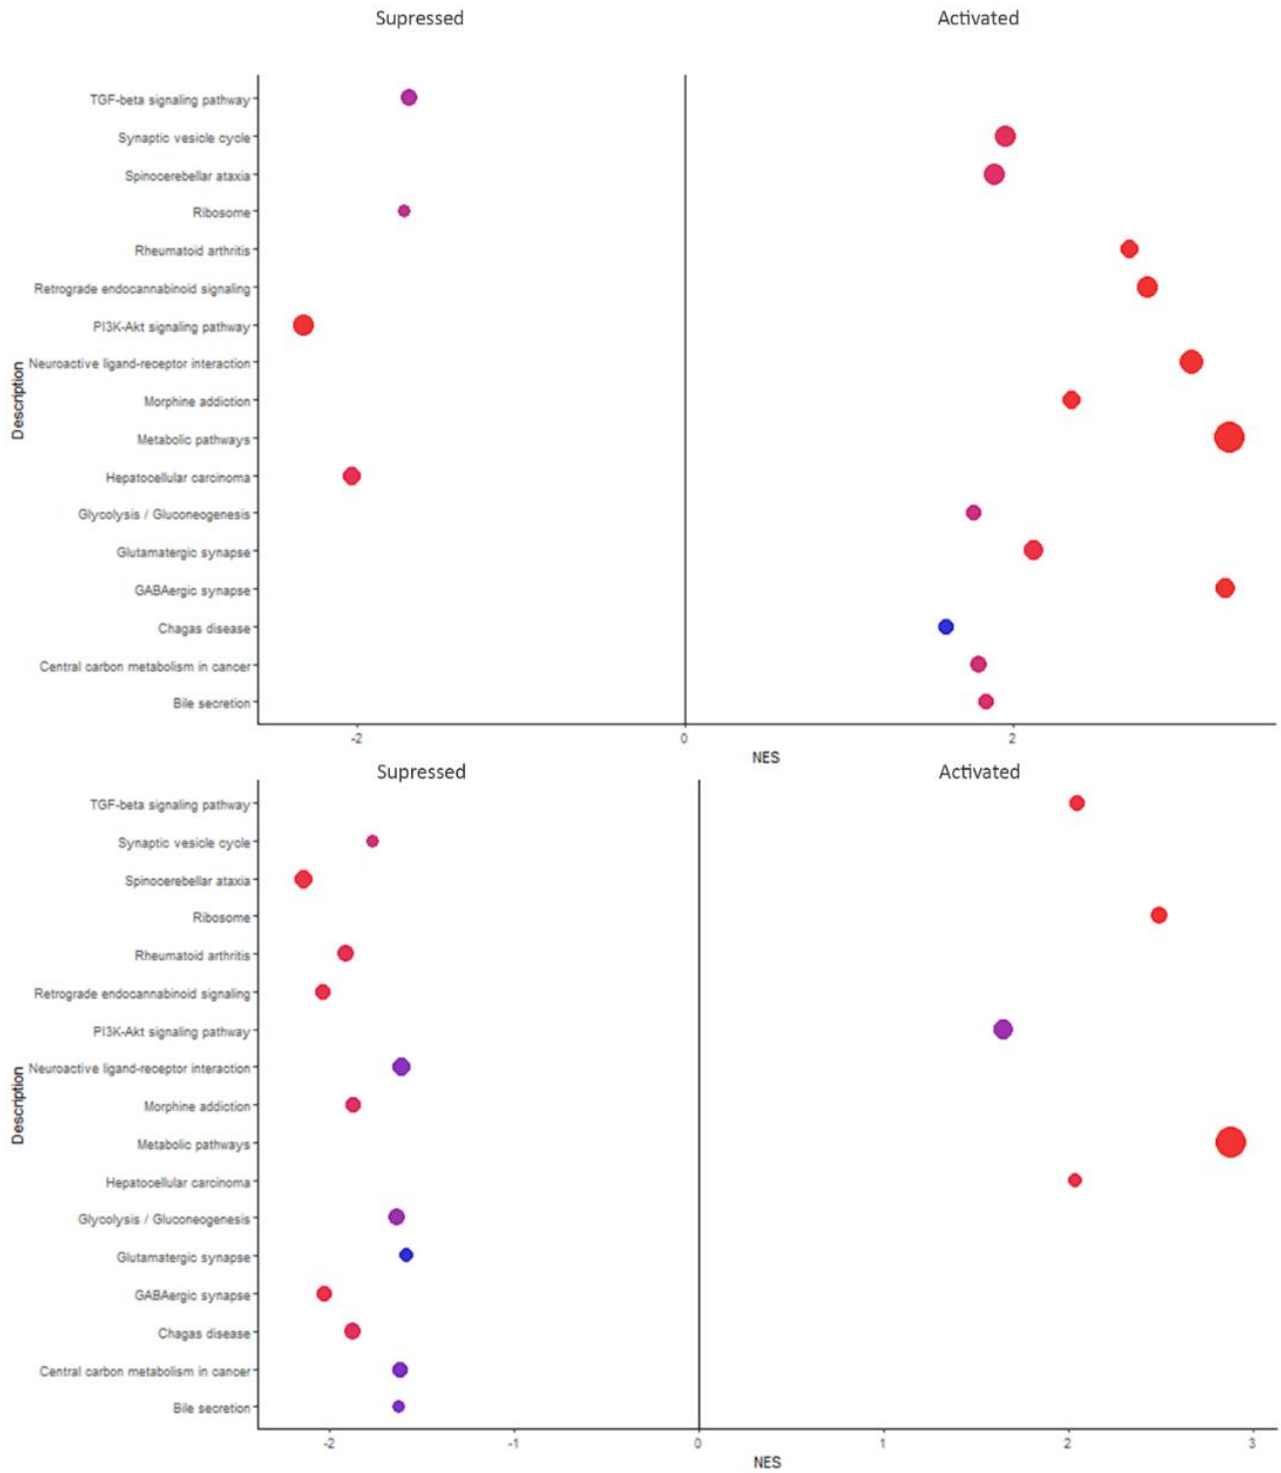 Supressed Activated
TGF-beta signaling pathway
Synaptic vesicle cycle
Spinocerebellar ataxia
Ribosome
Rheumatoid arthritis
Retrograde endocannabinoid signaling
PI3K-Akt signaling pathway
Neuroactive ligand-receptor interaction
Description
Morphine addiction
Metabolic pathways
Hepatocellular carcinoma
Glycolysis / Gluconeogenesis
Glutamatergic synapse
GABAergic synapse
Chagas disease
Central carbon metabolism in cancer
Bile secretion
-2 0 2
NES
Supressed Activated
TGF-beta signaling pathway
Synaptic vesicle cycle
Spinocerebellar ataxia
Ribosome
Rheumatoid arthritis
Retrograde endocannabinoid signaling
PI3K-Akt signaling pathway
Neuroactive ligand-receptor interaction
Description
Morphine addiction
Metabolic pathways
Hepatocellular carcinoma
Glycolysis / Gluconeogenesis
Glutamatergic synapse
GABAergic synapse
Chagas disease
Central carbon metabolism in cancer
Bile secretion
-2 -1 0 1 2 3
NES